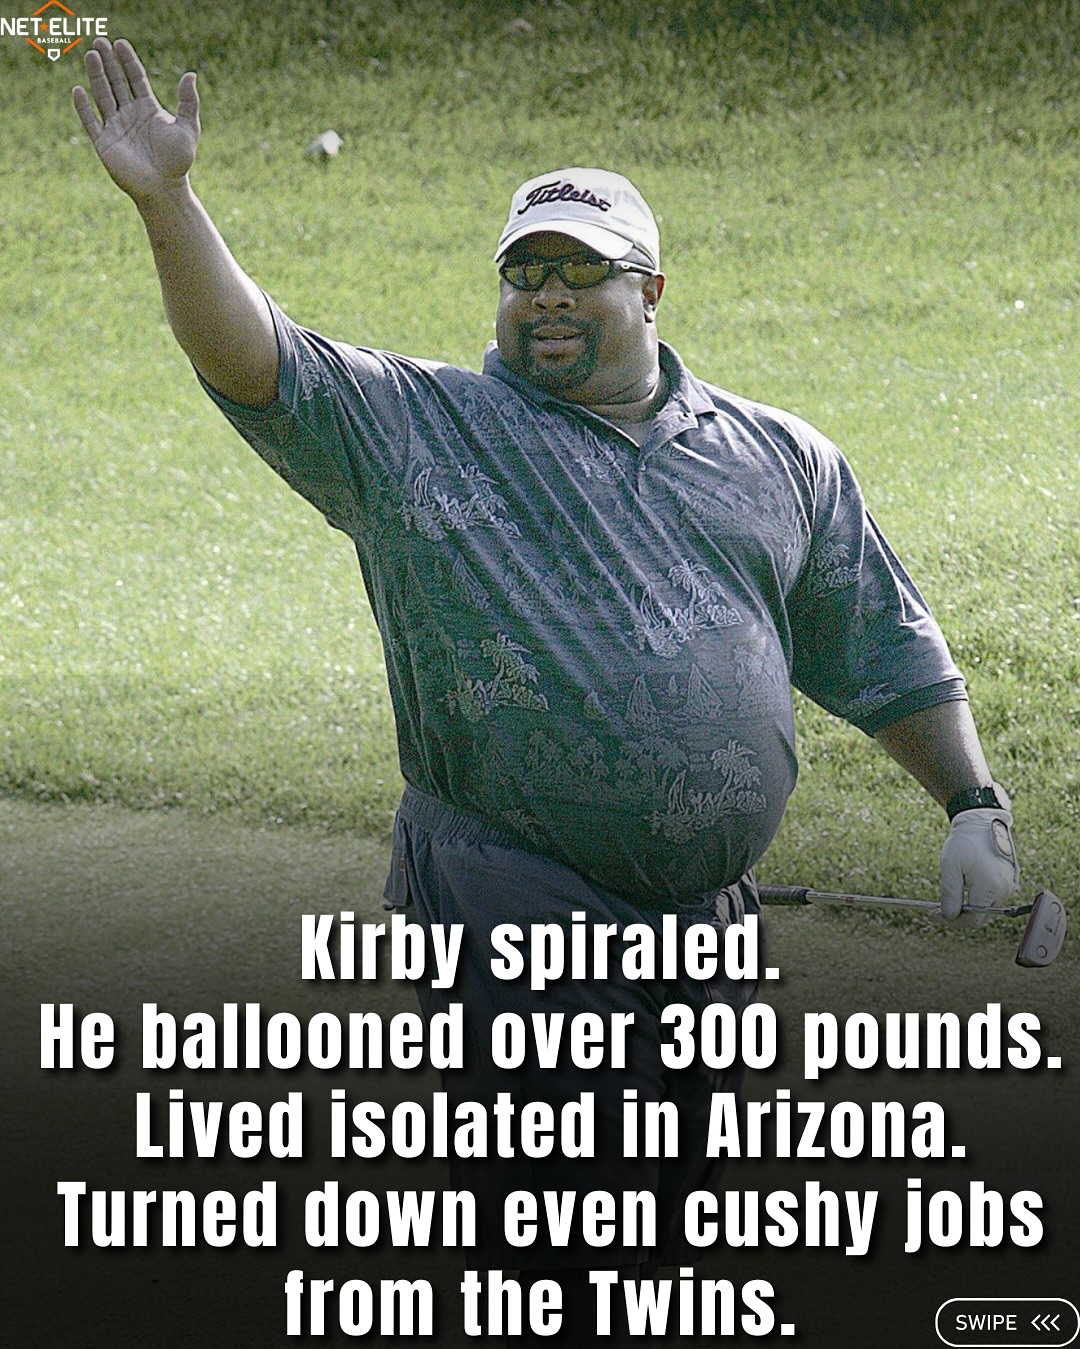 NET ELITE
BASEBALL
Titleist
Kirby spiraled.
He ballooned over 300 pounds.
Lived isolated in Arizona.
Turned down even cushy jobs
from the Twins.
SWIPE <<<